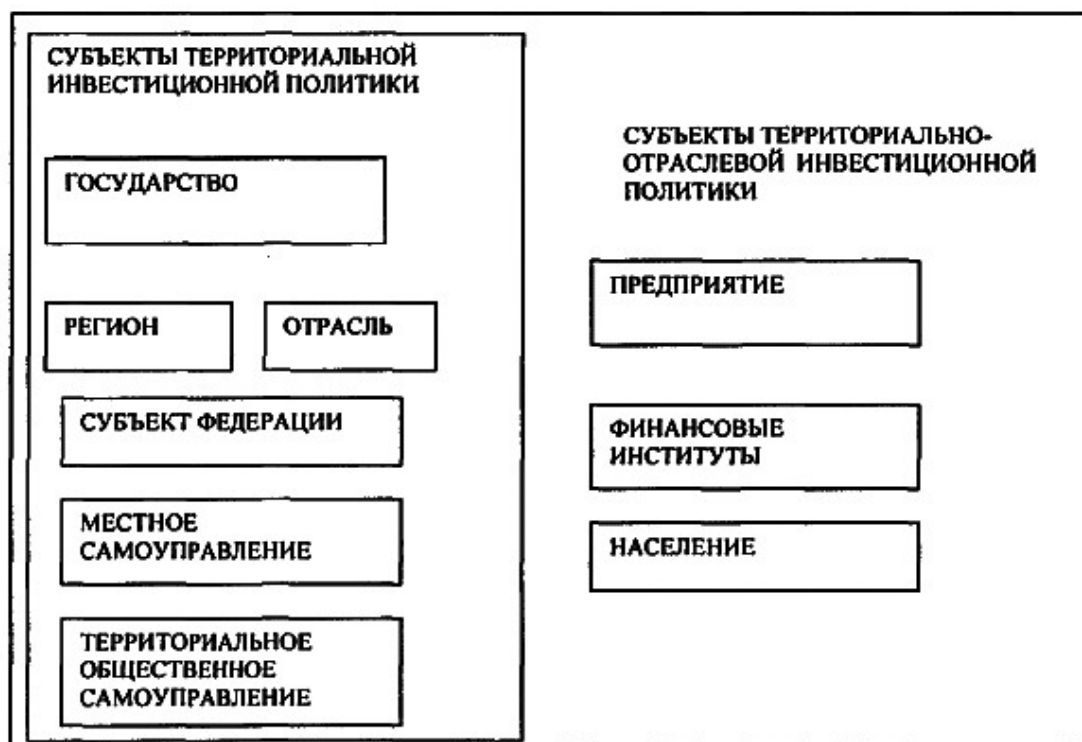 СУБЪЕКТЫ ТЕРРИТОРИАЛЬНОЙ
ИНВЕСТИЦИОННОЙ ПОЛИТИКИ
ГОСУДАРСТВО
РЕГИОН
ОТРАСЛЬ
СУБЪЕКТ ФЕДЕРАЦИИ
МЕСТНОЕ
САМОУПРАВЛЕНИЕ
ТЕРРИТОРИАЛЬНОЕ
ОБЩЕСТВЕННОЕ
САМОУПРАВЛЕНИЕ
СУБЪЕКТЫ ТЕРРИТОРИАЛЬНО-
ОТРАСЛЕВОЙ ИНВЕСТИЦИОННОЙ
ПОЛИТИКИ
ПРЕДПРИЯТИЕ
ФИНАНСОВЫЕ
ИНСТИТУТЫ
НАСЕЛЕНИЕ